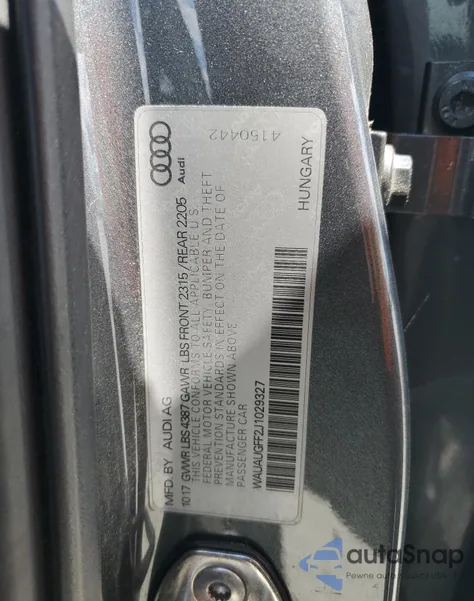 Audi
4150442
MFD. BY AUDI AG HUNGARY
1017 GVWR LBS 4387 GAWR LBS FRONT 2315/REAR 2205
THIS VEHICLE CONFORMS TO ALL APPLICABLE U.S.
FEDERAL MOTOR VEHICLE SAFETY, BUMPER AND THEFT
PREVENTION STANDARDS IN EFFECT ON THE DATE OF
MANUFACTURE SHOWN ABOVE.
PASSENGER CAR
WAUAUGFF2J1029327
autoSnap